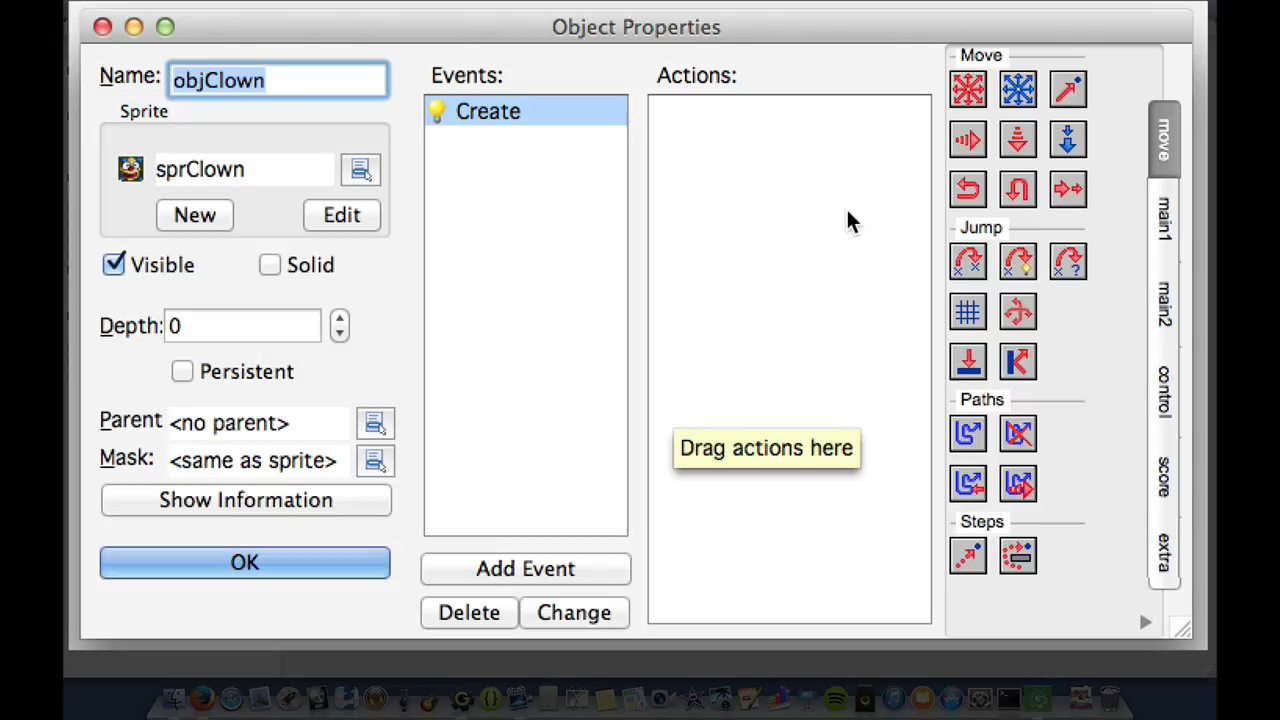 Object Properties
Name: objClown
Sprite
sprClown
New Edit
Visible Solid
Depth: 0
Persistent
Parent <no parent>
Mask: <same as sprite>
Show Information
OK
Events:
Create
Add Event
Delete Change
Actions:
Drag actions here
Move
Jump
Paths
Steps
move
main1
main2
control
score
extra